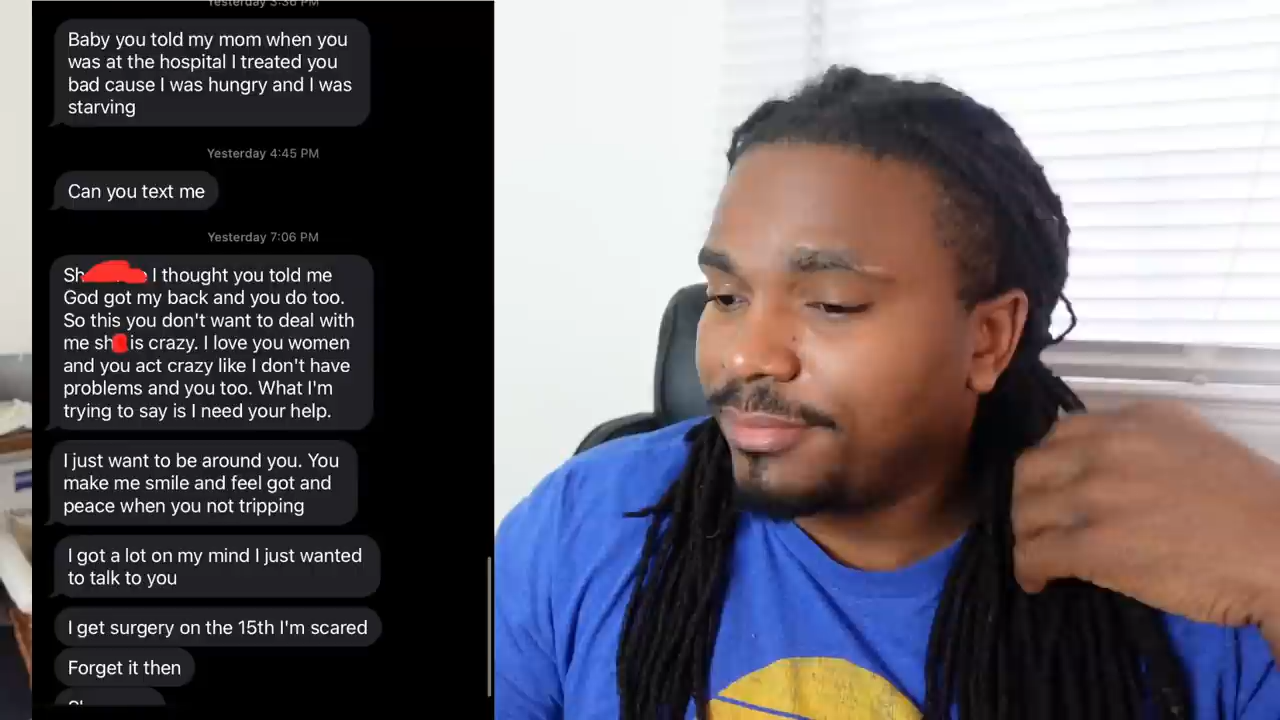 Yesterday 3:36 PM
Baby you told my mom when you
was at the hospital I treated you
bad cause I was hungry and I was
starving
Yesterday 4:45 PM
Can you text me
Yesterday 7:06 PM
Sh I thought you told me
God got my back and you do too.
So this you don't want to deal with
me sh is crazy. I love you women
and you act crazy like I don't have
problems and you too. What I'm
trying to say is I need your help.
I just want to be around you. You
make me smile and feel got and
peace when you not tripping
I got a lot on my mind I just wanted
to talk to you
I get surgery on the 15th I'm scared
Forget it then